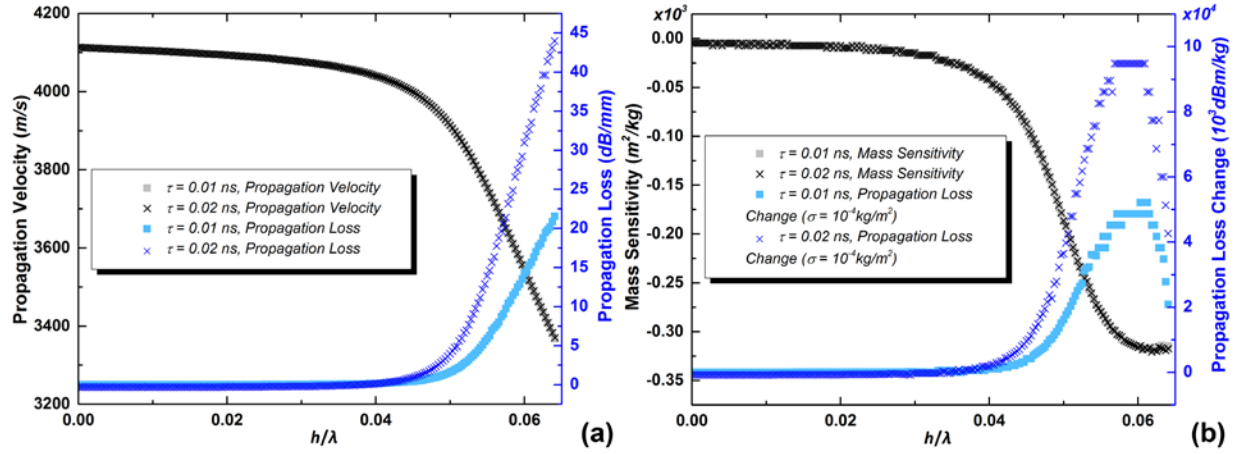 4200
4000
3800
3600
3400
3200
Propagation Velocity (m/s)
0.00
0.02
0.04
0.06
h/λ
45
40
35
30
25
20
15
10
5
0
Propagation Loss (dB/mm)
τ = 0.01 ns, Propagation Velocity
τ = 0.02 ns, Propagation Velocity
τ = 0.01 ns, Propagation Loss
τ = 0.02 ns, Propagation Loss
(a)
x10³
0.00
-0.05
-0.10
-0.15
-0.20
-0.25
-0.30
-0.35
Mass Sensitivity (m²/kg)
0.00
0.02
0.04
0.06
h/λ
x10⁴
10
8
6
4
2
0
Propagation Loss Change (10³dBm/kg)
τ = 0.01 ns, Mass Sensitivity
τ = 0.02 ns, Mass Sensitivity
τ = 0.01 ns, Propagation Loss
Change (σ = 10⁻⁴kg/m²)
τ = 0.02 ns, Propagation Loss
Change (σ = 10⁻⁴kg/m²)
(b)